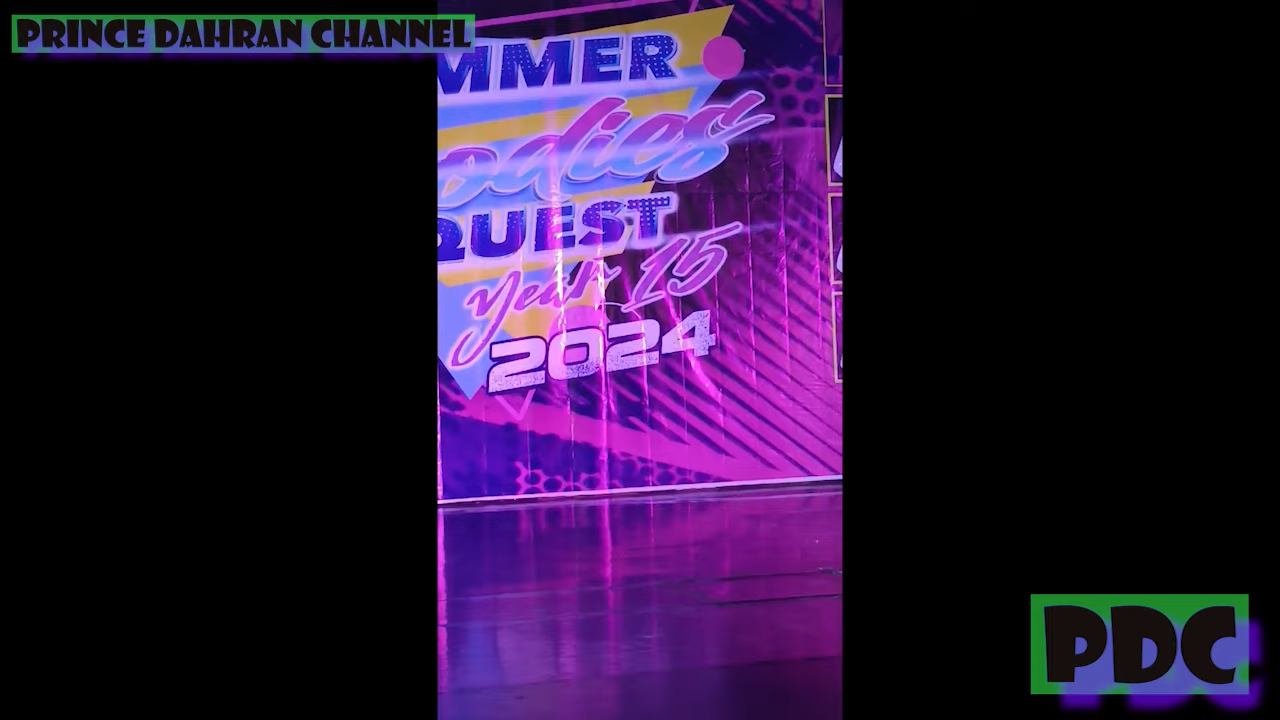 PRINCE DAHRAN CHANNEL
MMER
odies
QUEST
Year 15
2024
PDC